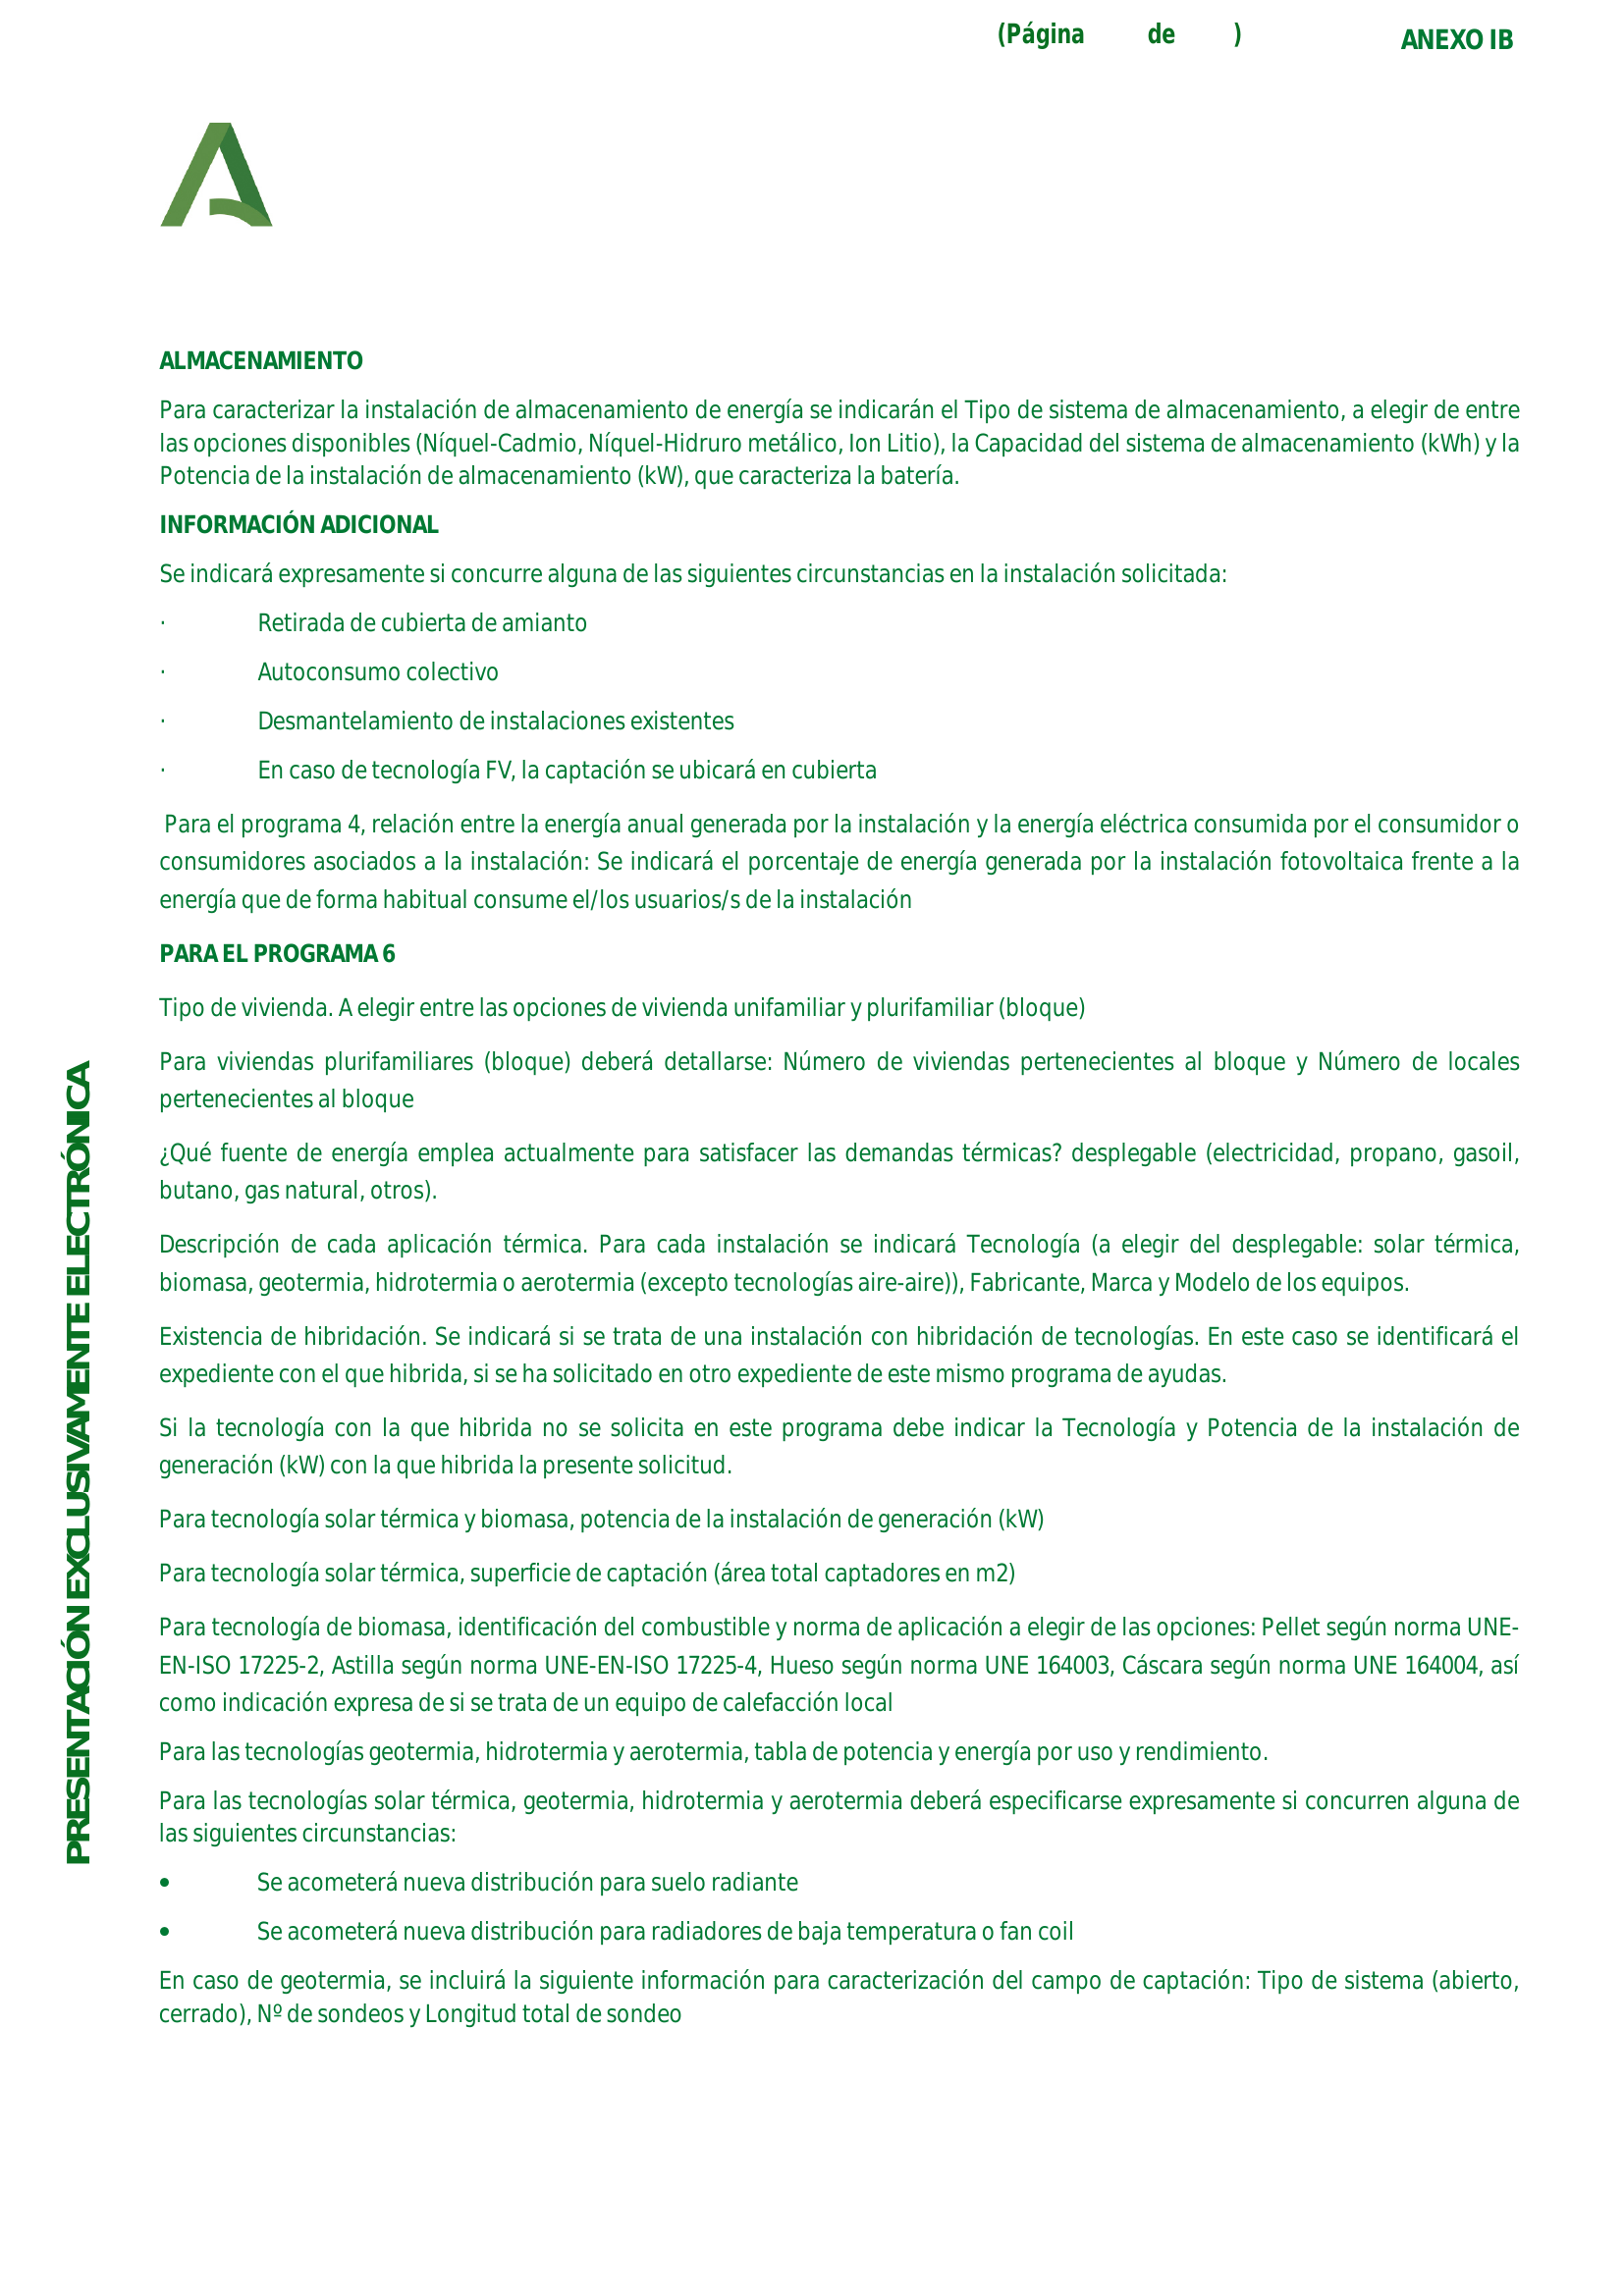 (Página de )
ANEXO IB
ALMACENAMIENTO
Para caracterizar la instalación de almacenamiento de energía se indicarán el Tipo de sistema de almacenamiento, a elegir de entre
las opciones disponibles (Níquel-Cadmio, Níquel-Hidruro metálico, Ion Litio), la Capacidad del sistema de almacenamiento (kWh) y la
Potencia de la instalación de almacenamiento (kW), que caracteriza la batería.
INFORMACIÓN ADICIONAL
Se indicará expresamente si concurre alguna de las siguientes circunstancias en la instalación solicitada:
· Retirada de cubierta de amianto
· Autoconsumo colectivo
· Desmantelamiento de instalaciones existentes
· En caso de tecnología FV, la captación se ubicará en cubierta
Para el programa 4, relación entre la energía anual generada por la instalación y la energía eléctrica consumida por el consumidor o
consumidores asociados a la instalación: Se indicará el porcentaje de energía generada por la instalación fotovoltaica frente a la
energía que de forma habitual consume el/los usuarios/s de la instalación
PARA EL PROGRAMA 6
Tipo de vivienda. A elegir entre las opciones de vivienda unifamiliar y plurifamiliar (bloque)
Para viviendas plurifamiliares (bloque) deberá detallarse: Número de viviendas pertenecientes al bloque y Número de locales
pertenecientes al bloque
¿Qué fuente de energía emplea actualmente para satisfacer las demandas térmicas? desplegable (electricidad, propano, gasoil,
butano, gas natural, otros).
Descripción de cada aplicación térmica. Para cada instalación se indicará Tecnología (a elegir del desplegable: solar térmica,
biomasa, geotermia, hidrotermia o aerotermia (excepto tecnologías aire-aire)), Fabricante, Marca y Modelo de los equipos.
Existencia de hibridación. Se indicará si se trata de una instalación con hibridación de tecnologías. En este caso se identificará el
expediente con el que hibrida, si se ha solicitado en otro expediente de este mismo programa de ayudas.
Si la tecnología con la que hibrida no se solicita en este programa debe indicar la Tecnología y Potencia de la instalación de
generación (kW) con la que hibrida la presente solicitud.
Para tecnología solar térmica y biomasa, potencia de la instalación de generación (kW)
Para tecnología solar térmica, superficie de captación (área total captadores en m2)
Para tecnología de biomasa, identificación del combustible y norma de aplicación a elegir de las opciones: Pellet según norma UNE-
EN-ISO 17225-2, Astilla según norma UNE-EN-ISO 17225-4, Hueso según norma UNE 164003, Cáscara según norma UNE 164004, así
como indicación expresa de si se trata de un equipo de calefacción local
Para las tecnologías geotermia, hidrotermia y aerotermia, tabla de potencia y energía por uso y rendimiento.
Para las tecnologías solar térmica, geotermia, hidrotermia y aerotermia deberá especificarse expresamente si concurren alguna de
las siguientes circunstancias:
• Se acometerá nueva distribución para suelo radiante
• Se acometerá nueva distribución para radiadores de baja temperatura o fan coil
En caso de geotermia, se incluirá la siguiente información para caracterización del campo de captación: Tipo de sistema (abierto,
cerrado), Nº de sondeos y Longitud total de sondeo
PRESENTACIÓN EXCLUSIVAMENTE ELECTRÓNICA